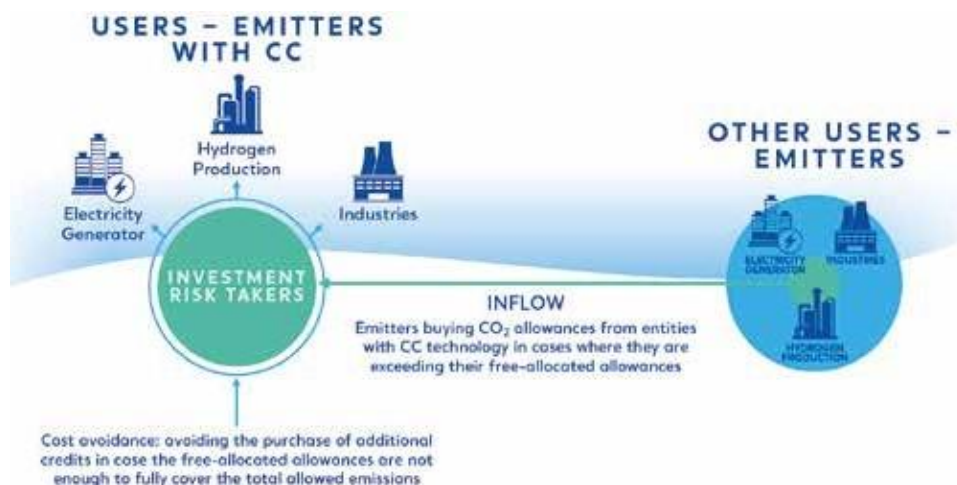 USERS – EMITTERS
WITH CC
Hydrogen
Production
Electricity
Generator
Industries
INVESTMENT
RISK TAKERS
OTHER USERS –
EMITTERS
ELECTRICITY
GENERATOR
INDUSTRIES
HYDROGEN
PRODUCTION
INFLOW
Emitters buying CO₂ allowances from entities
with CC technology in cases where they are
exceeding their free-allocated allowances
Cost avoidance: avoiding the purchase of additional
credits in case the free-allocated allowances are not
enough to fully cover the total allowed emissions